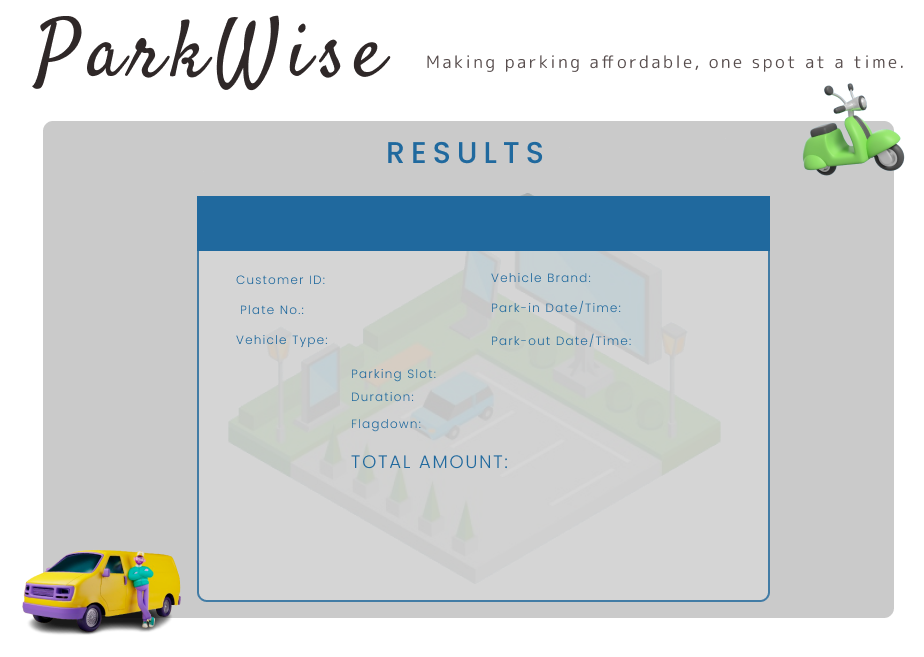 ParkWise
Making parking affordable, one spot at a time.
RESULTS
Customer ID:
Plate No.:
Vehicle Type:
Vehicle Brand:
Park-in Date/Time:
Park-out Date/Time:
Parking Slot:
Duration:
Flagdown:
TOTAL AMOUNT: